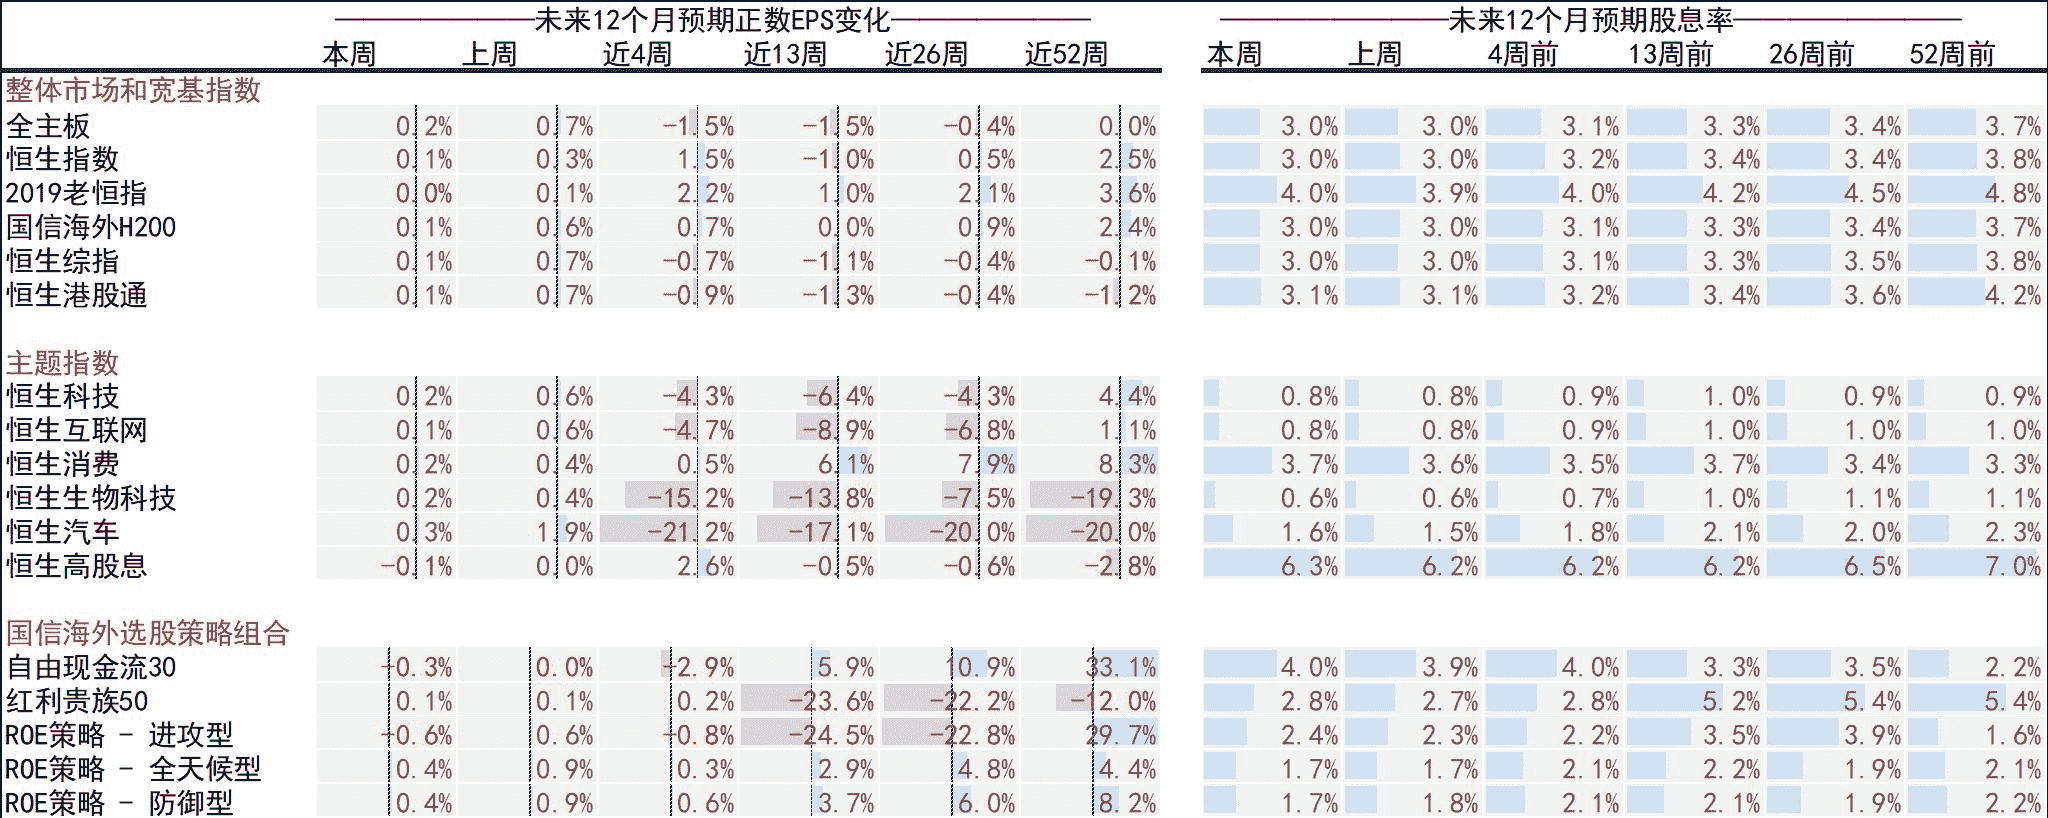 未来12个月预期正数EPS变化 未来12个月预期股息率
本周 上周 近4周 近13周 近26周 近52周 本周 上周 4周前 13周前 26周前 52周前
整体市场和宽基指数
全主板 0.2% 0.7% -1.5% -1.5% -0.4% 0.0% 3.0% 3.0% 3.1% 3.3% 3.4% 3.7%
恒生指数 0.1% 0.3% 1.5% -1.0% 0.5% 2.5% 3.0% 3.0% 3.2% 3.4% 3.4% 3.8%
2019老恒指 0.0% 0.1% 2.2% 1.0% 2.1% 3.6% 4.0% 3.9% 4.0% 4.2% 4.5% 4.8%
国信海外H200 0.1% 0.6% 0.7% 0.0% 0.9% 2.4% 3.0% 3.0% 3.1% 3.3% 3.4% 3.7%
恒生综指 0.1% 0.7% -0.7% -1.1% -0.4% -0.1% 3.0% 3.0% 3.1% 3.3% 3.5% 3.8%
恒生港股通 0.1% 0.7% -0.9% -1.3% -0.4% -1.2% 3.1% 3.1% 3.2% 3.4% 3.6% 4.2%
主题指数
恒生科技 0.2% 0.6% -4.3% -6.4% -4.3% 4.4% 0.8% 0.8% 0.9% 1.0% 0.9% 0.9%
恒生互联网 0.1% 0.6% -4.7% -8.9% -6.8% 1.1% 0.8% 0.8% 0.9% 1.0% 1.0% 1.0%
恒生消费 0.2% 0.4% 0.5% 6.1% 7.9% 8.3% 3.7% 3.6% 3.5% 3.7% 3.4% 3.3%
恒生生物科技 0.2% 0.4% -15.2% -13.8% -7.5% -19.3% 0.6% 0.6% 0.7% 1.0% 1.1% 1.1%
恒生汽车 0.3% 1.9% -21.2% -17.1% -20.0% -20.0% 1.6% 1.5% 1.8% 2.1% 2.0% 2.3%
恒生高股息 -0.1% 0.0% 2.6% -0.5% -0.6% -2.8% 6.3% 6.2% 6.2% 6.2% 6.5% 7.0%
国信海外选股策略组合
自由现金流30 -0.3% 0.0% -2.9% 5.9% 10.9% 33.1% 4.0% 3.9% 4.0% 3.3% 3.5% 2.2%
红利贵族50 0.1% 0.1% 0.2% -23.6% -22.2% -12.0% 2.8% 2.7% 2.8% 5.2% 5.4% 5.4%
ROE策略 - 进攻型 -0.6% 0.6% -0.8% -24.5% -22.8% 29.7% 2.4% 2.3% 2.2% 3.5% 3.9% 1.6%
ROE策略 - 全天候型 0.4% 0.9% 0.3% 2.9% 4.8% 4.4% 1.7% 1.7% 2.1% 2.2% 1.9% 2.1%
ROE策略 - 防御型 0.4% 0.9% 0.6% 3.7% 6.0% 8.2% 1.7% 1.8% 2.1% 2.1% 1.9% 2.2%